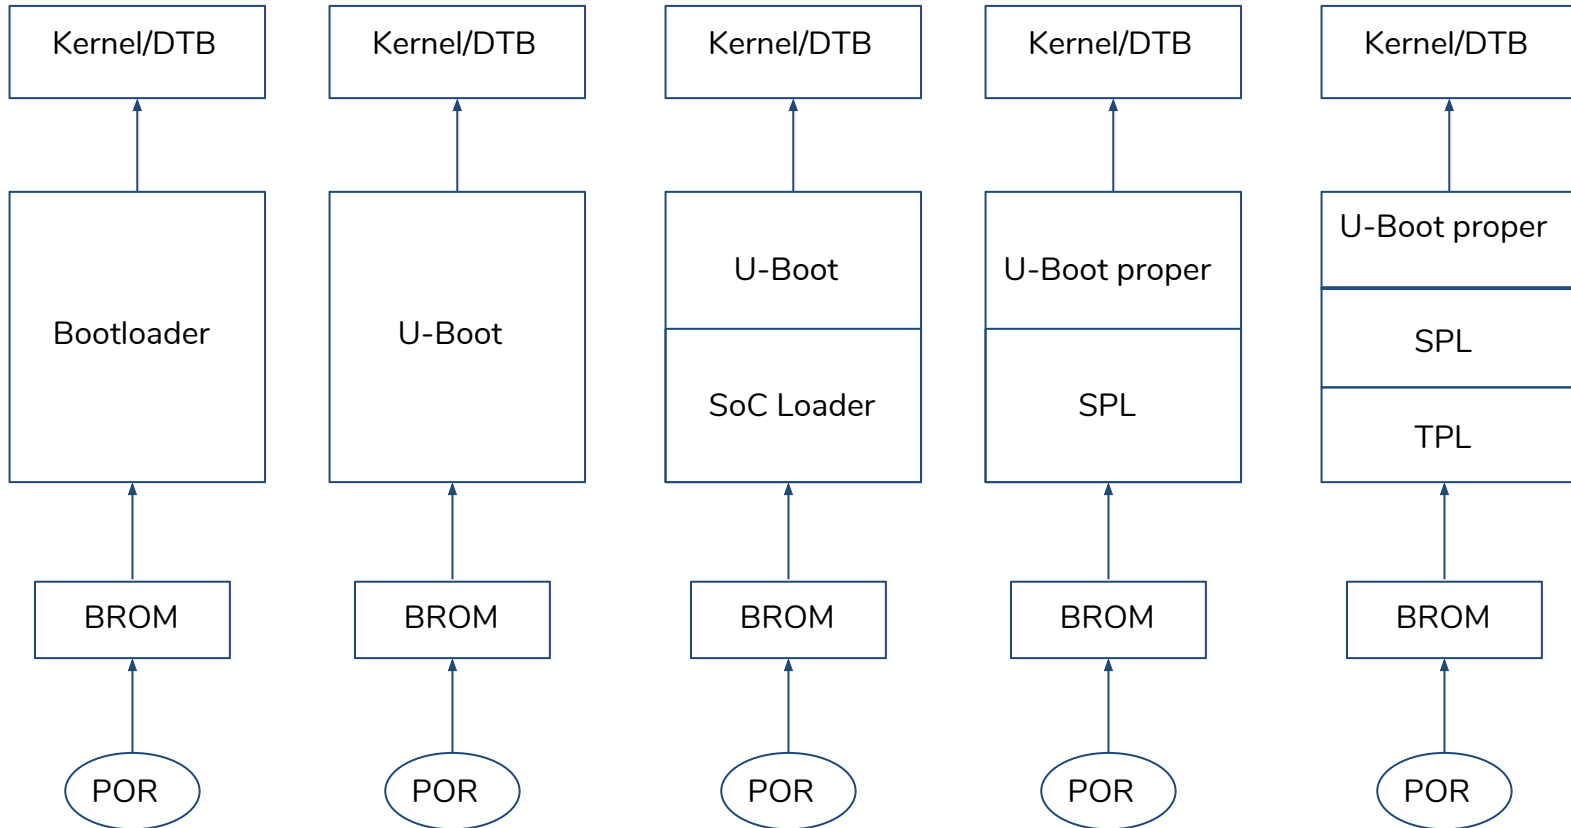 Kernel/DTB
Kernel/DTB
Kernel/DTB
Kernel/DTB
Kernel/DTB
Bootloader
U-Boot
U-Boot
SoC Loader
U-Boot proper
SPL
U-Boot proper
SPL
TPL
BROM
BROM
BROM
BROM
BROM
POR
POR
POR
POR
POR